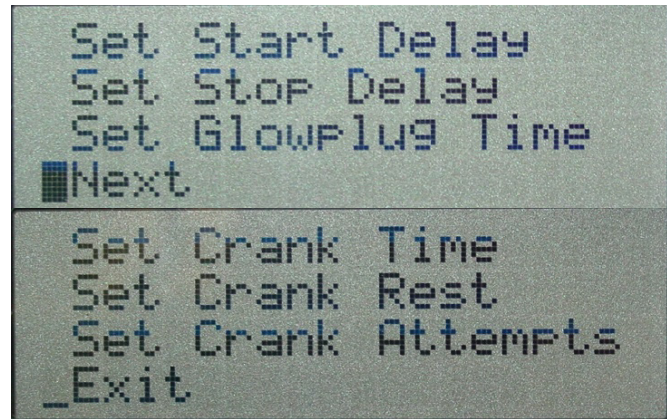 Set Start Delay
Set Stop Delay
Set Glowplug Time
Next
Set Crank Time
Set Crank Rest
Set Crank Attempts
_Exit